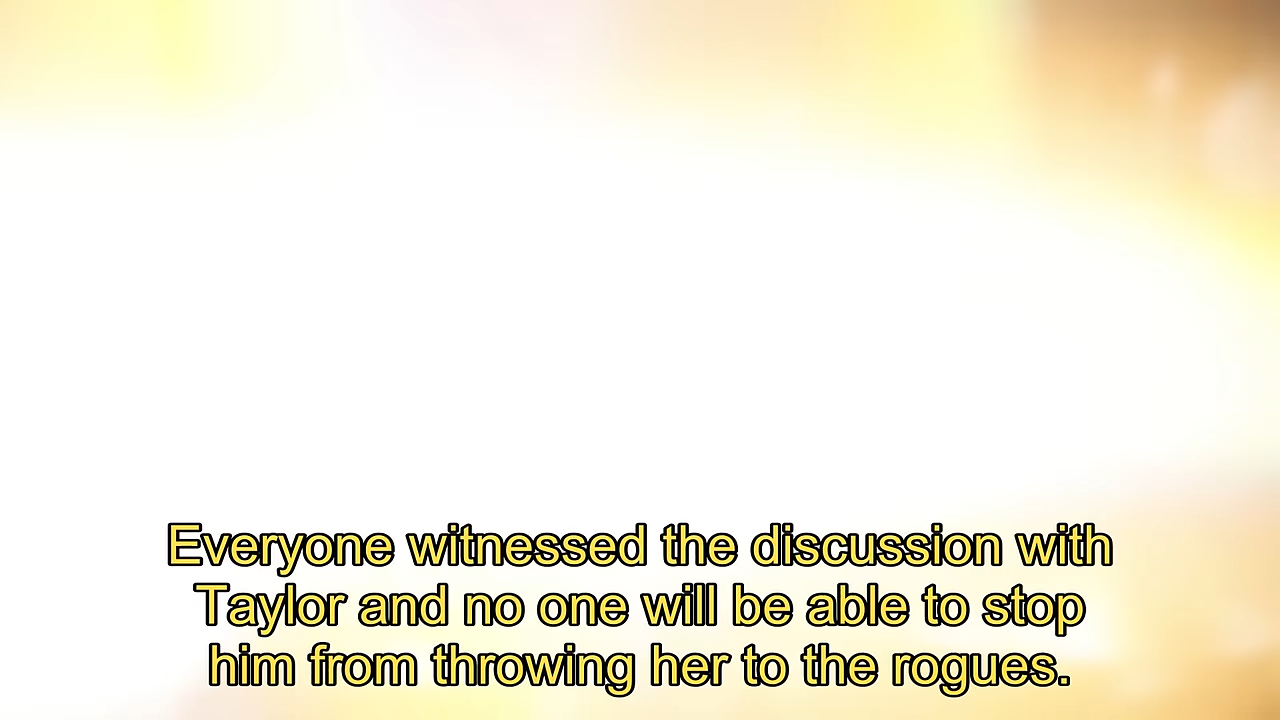 Everyone witnessed the discussion with
Taylor and no one will be able to stop
him from throwing her to the rogues.